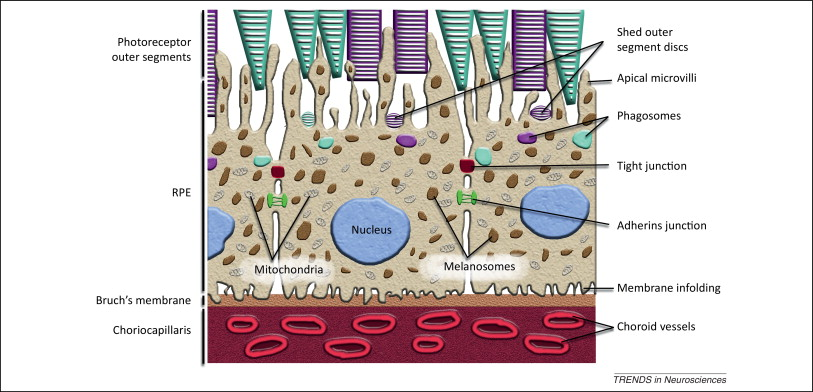 Photoreceptor
outer segments
RPE
Bruch's membrane
Choriocapillaris
Nucleus
Mitochondria
Melanosomes
Shed outer
segment discs
Apical microvilli
Phagosomes
Tight junction
Adherins junction
Membrane infolding
Choroid vessels
TRENDS in Neurosciences